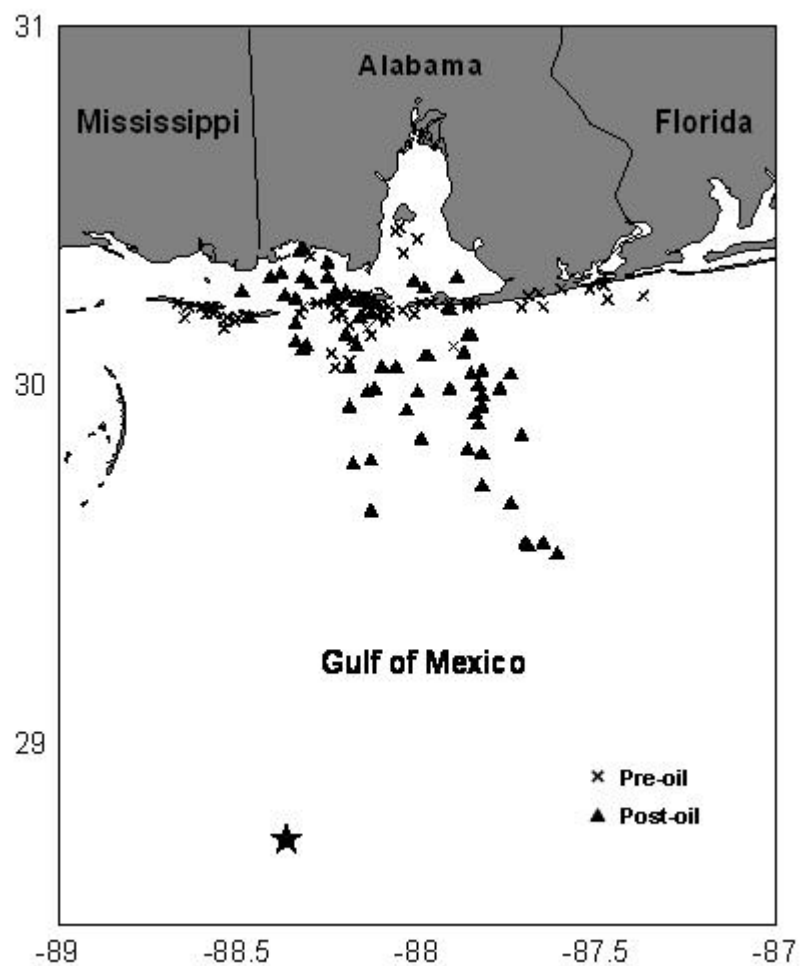 31
Alabama
Mississippi
Florida
30
Gulf of Mexico
29
Pre-oil
Post-oil
-89
-88.5
-88
-87.5
-87